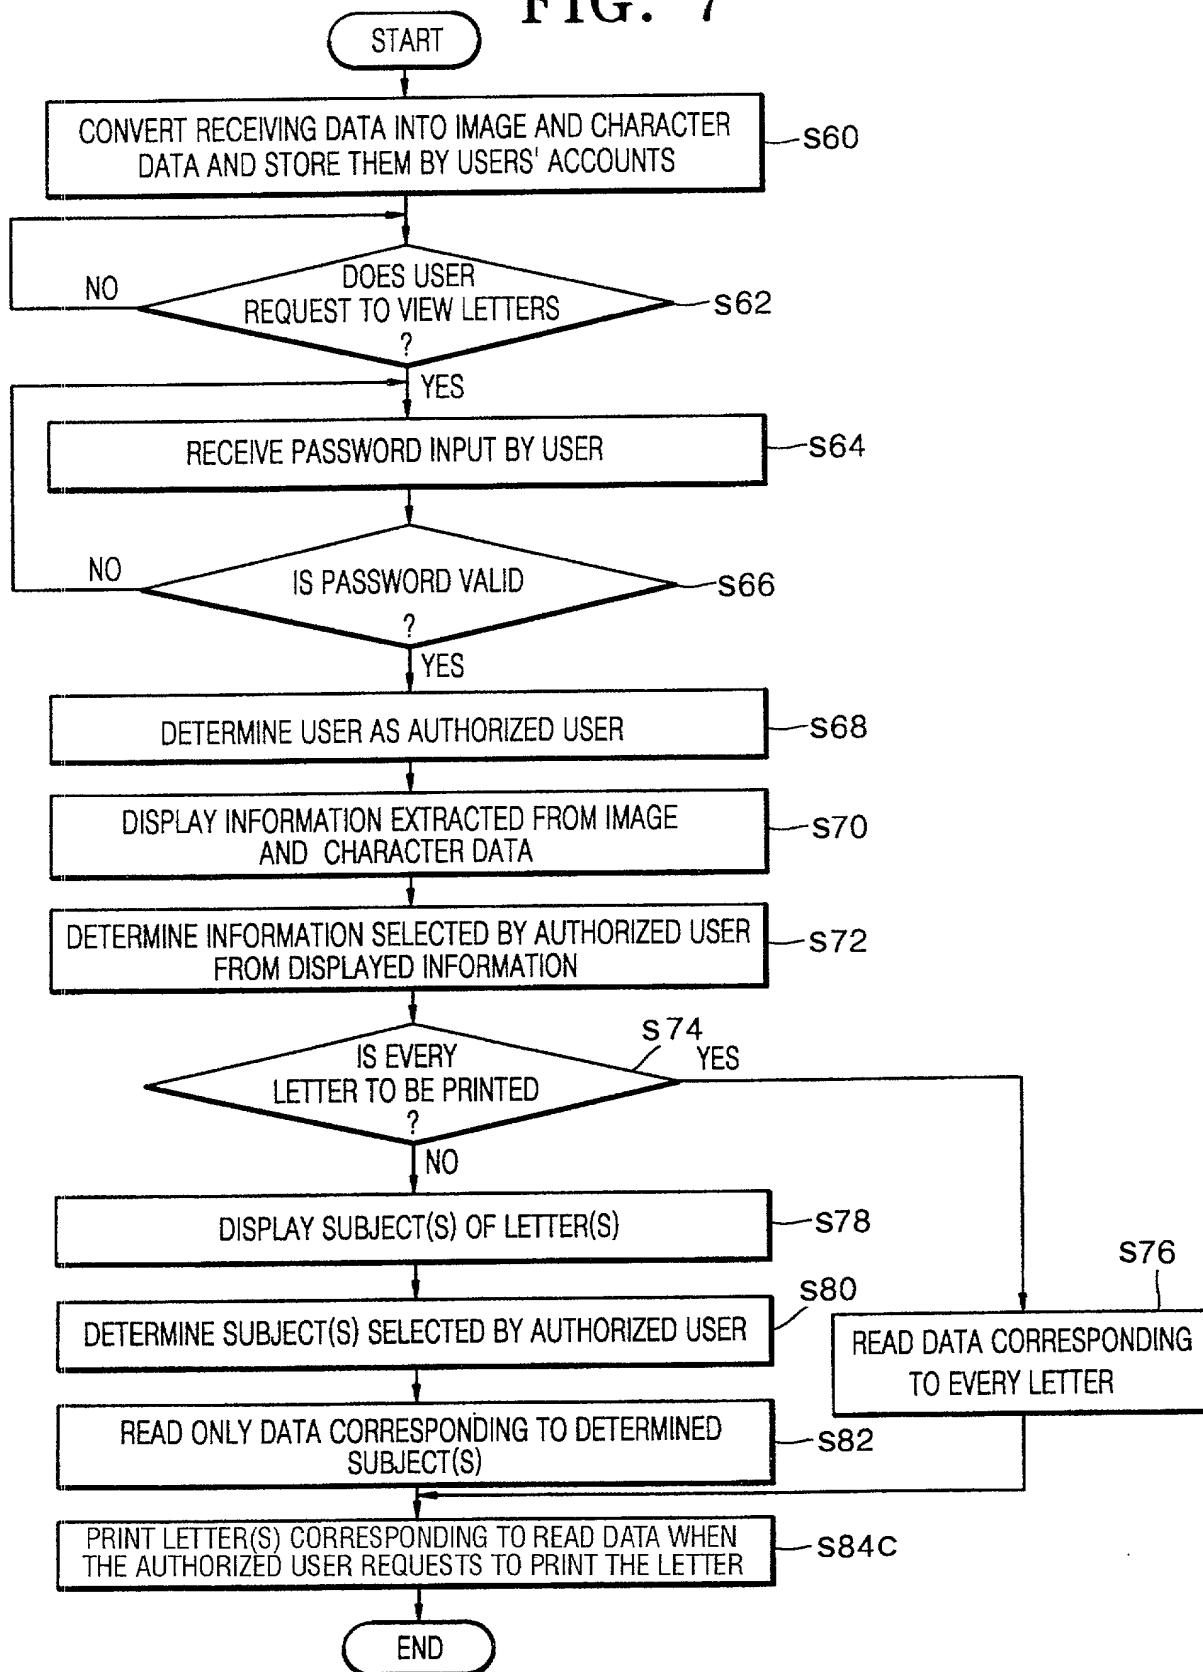 FIG. 7
START
CONVERT RECEIVING DATA INTO IMAGE AND CHARACTER
DATA AND STORE THEM BY USERS' ACCOUNTS
S60
NO
DOES USER
REQUEST TO VIEW LETTERS
?
S62
YES
RECEIVE PASSWORD INPUT BY USER
S64
NO
IS PASSWORD VALID
?
S66
YES
DETERMINE USER AS AUTHORIZED USER
S68
DISPLAY INFORMATION EXTRACTED FROM IMAGE
AND CHARACTER DATA
S70
DETERMINE INFORMATION SELECTED BY AUTHORIZED USER
FROM DISPLAYED INFORMATION
S72
IS EVERY
LETTER TO BE PRINTED
?
S74
YES
NO
DISPLAY SUBJECT(S) OF LETTER(S)
S78
S76
READ DATA CORRESPONDING
TO EVERY LETTER
DETERMINE SUBJECT(S) SELECTED BY AUTHORIZED USER
S80
READ ONLY DATA CORRESPONDING TO DETERMINED
SUBJECT(S)
S82
PRINT LETTER(S) CORRESPONDING TO READ DATA WHEN
THE AUTHORIZED USER REQUESTS TO PRINT THE LETTER
S84C
END